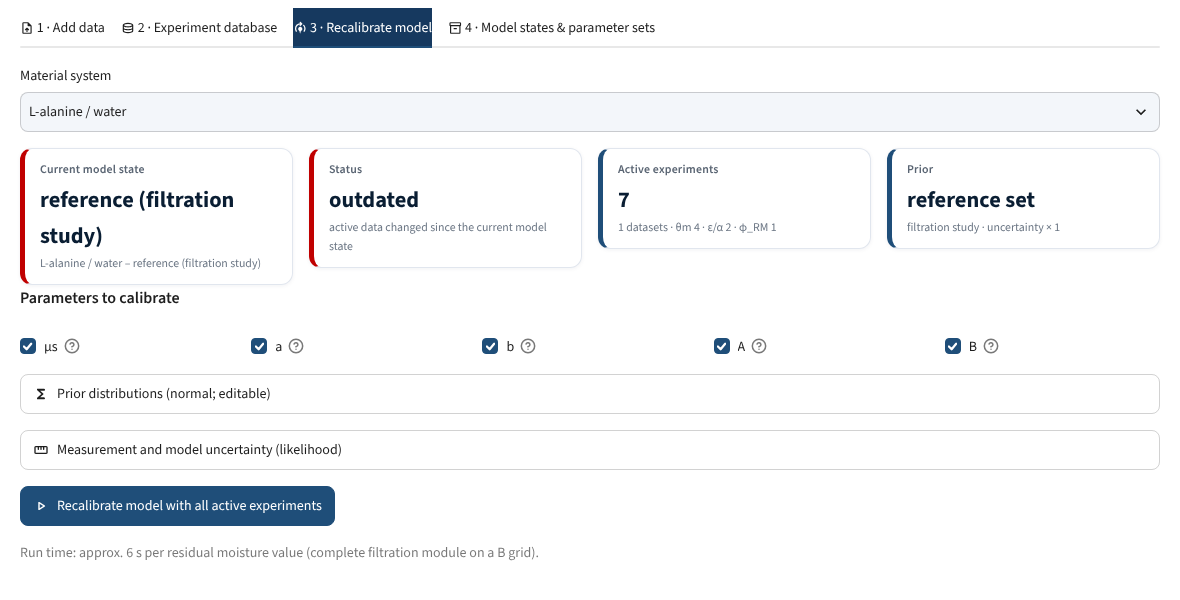 1 · Add data
2 · Experiment database
3 · Recalibrate model
4 · Model states & parameter sets
Material system
L-alanine / water
Current model state
reference (filtration
study)
L-alanine / water – reference (filtration study)
Status
outdated
active data changed since the current model
state
Active experiments
7
1 datasets · θm 4 · ε/α 2 · ϕ_RM 1
Prior
reference set
filtration study · uncertainty × 1
Parameters to calibrate
μs
a
b
A
B
Prior distributions (normal; editable)
Measurement and model uncertainty (likelihood)
Recalibrate model with all active experiments
Run time: approx. 6 s per residual moisture value (complete filtration module on a B grid).